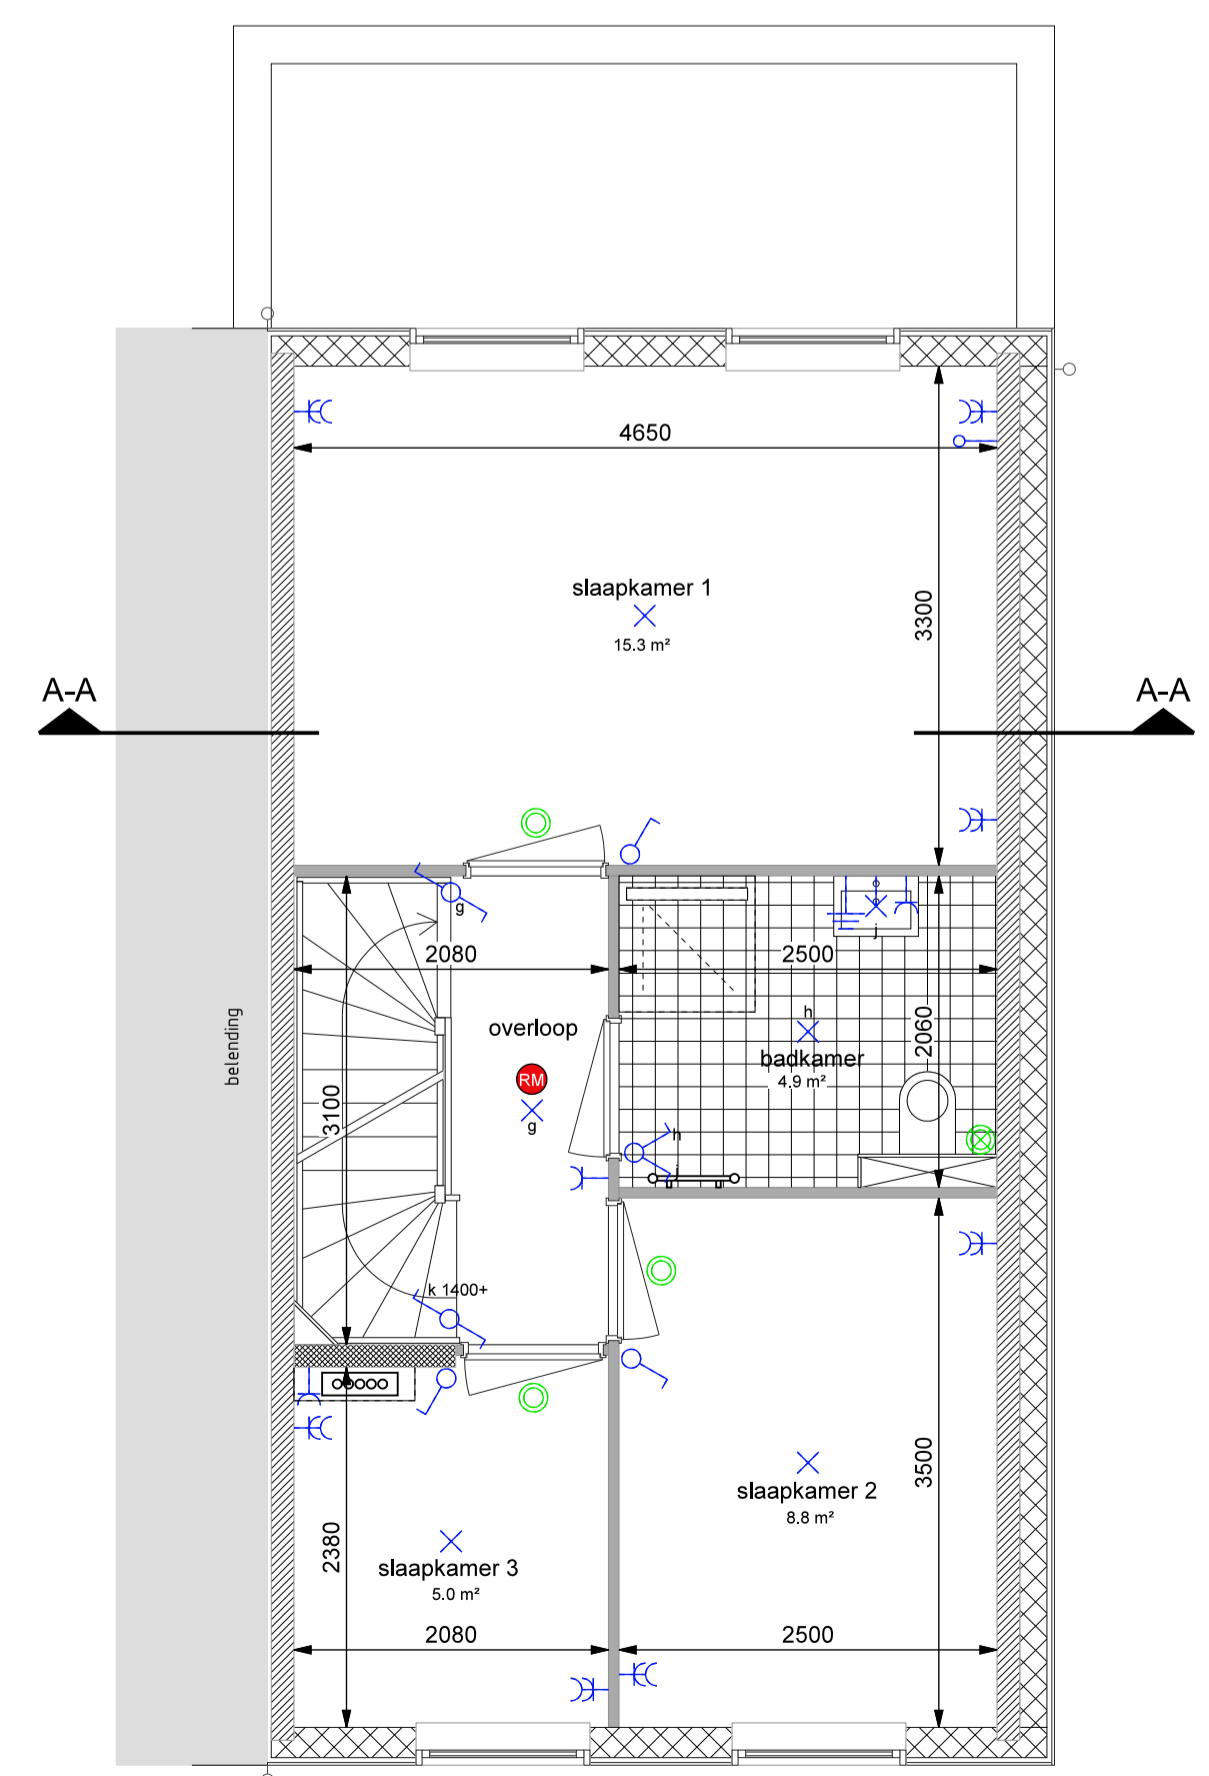 4650
slaapkamer 1
15.3 m²
3300
A-A
A-A
g
2080
j
2500
overloop
h
badkamer
4.9 m²
2060
RM
g
3100
belending
h
j
k 1400+
slaapkamer 2
8.8 m²
3500
2380
slaapkamer 3
5.0 m²
2080
2500